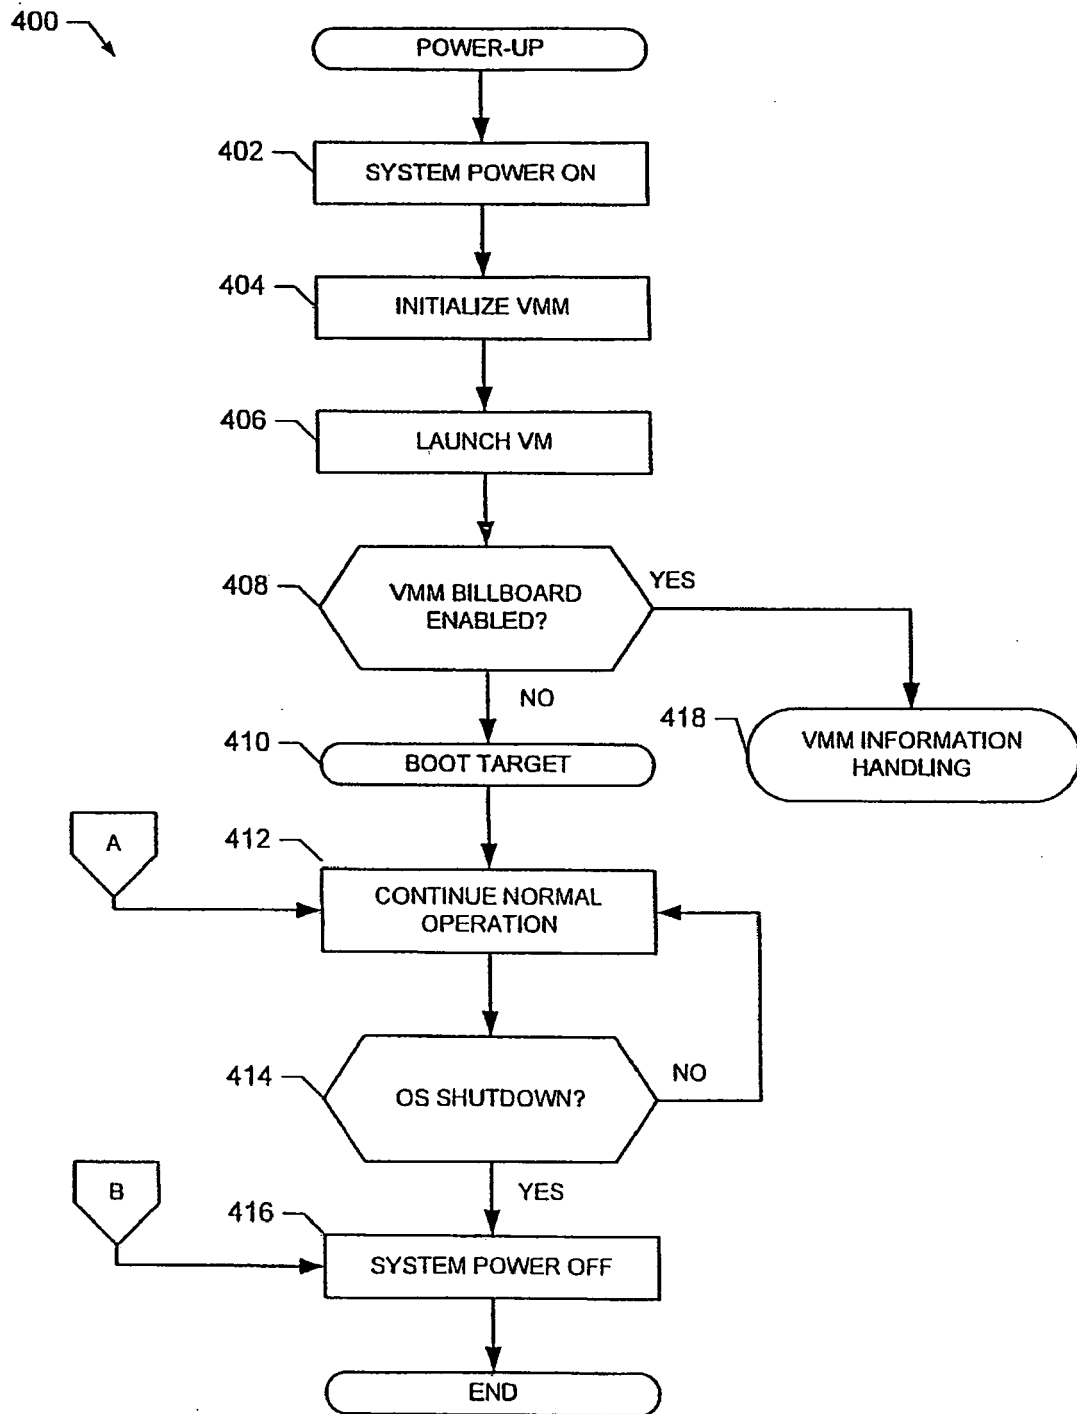 400
POWER-UP
402
SYSTEM POWER ON
404
INITIALIZE VMM
406
LAUNCH VM
408
VMM BILLBOARD
ENABLED?
YES
NO
418
VMM INFORMATION
HANDLING
410
BOOT TARGET
A
412
CONTINUE NORMAL
OPERATION
414
OS SHUTDOWN?
NO
YES
B
416
SYSTEM POWER OFF
END